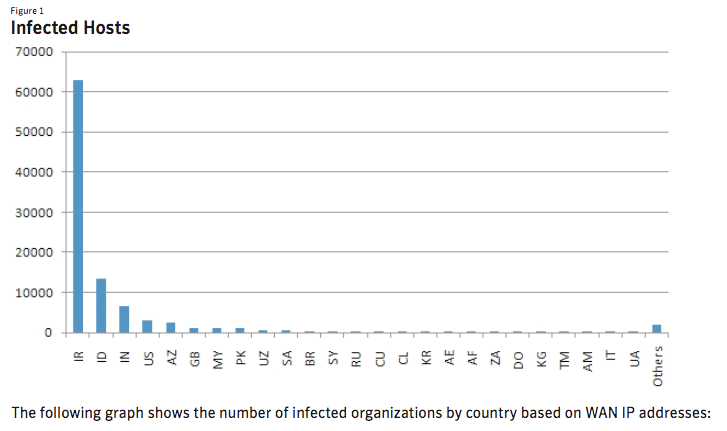 Figure 1
Infected Hosts
70000
60000
50000
40000
30000
20000
10000
0
IR ID IN US AZ GB MY PK UZ SA BR SY RU CU CL KR AE AF ZA DO KG TM AM IT UA Others
The following graph shows the number of infected organizations by country based on WAN IP addresses: